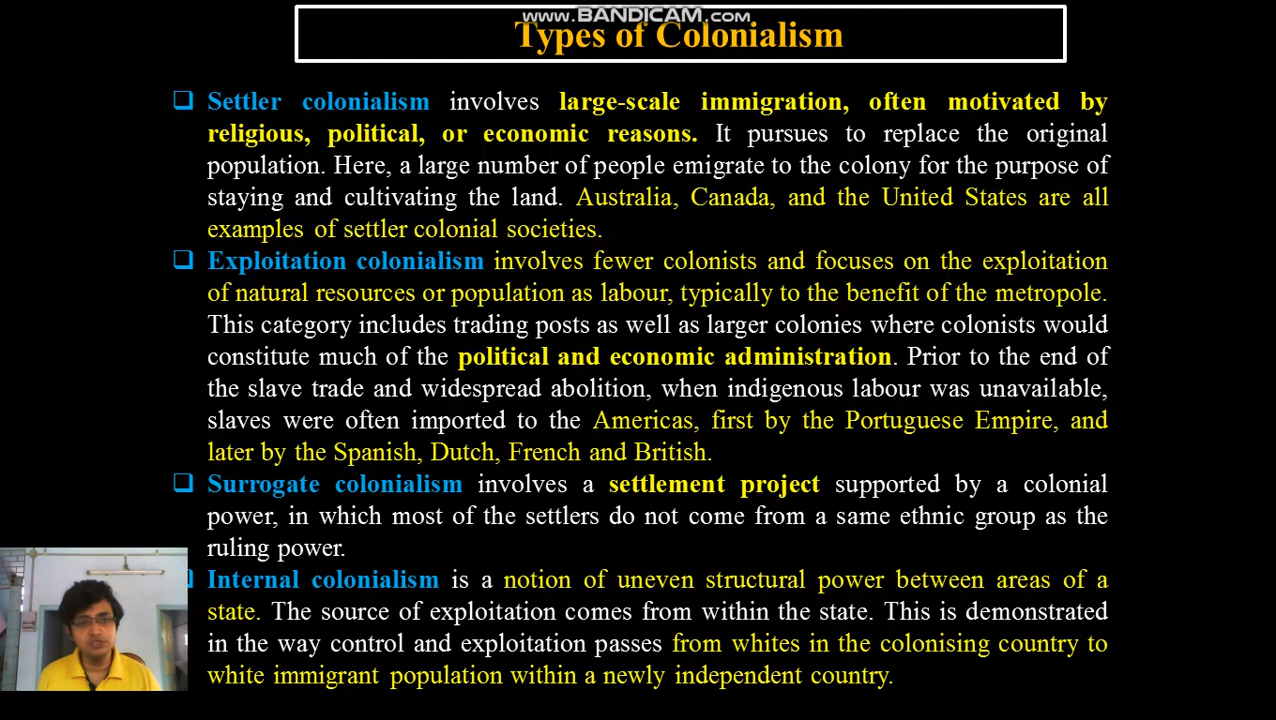 www.BANDICAM.com
Types of Colonialism
Settler colonialism involves large-scale immigration, often motivated by
religious, political, or economic reasons. It pursues to replace the original
population. Here, a large number of people emigrate to the colony for the purpose of
staying and cultivating the land. Australia, Canada, and the United States are all
examples of settler colonial societies.
Exploitation colonialism involves fewer colonists and focuses on the exploitation
of natural resources or population as labour, typically to the benefit of the metropole.
This category includes trading posts as well as larger colonies where colonists would
constitute much of the political and economic administration. Prior to the end of
the slave trade and widespread abolition, when indigenous labour was unavailable,
slaves were often imported to the Americas, first by the Portuguese Empire, and
later by the Spanish, Dutch, French and British.
Surrogate colonialism involves a settlement project supported by a colonial
power, in which most of the settlers do not come from a same ethnic group as the
ruling power.
Internal colonialism is a notion of uneven structural power between areas of a
state. The source of exploitation comes from within the state. This is demonstrated
in the way control and exploitation passes from whites in the colonising country to
white immigrant population within a newly independent country.